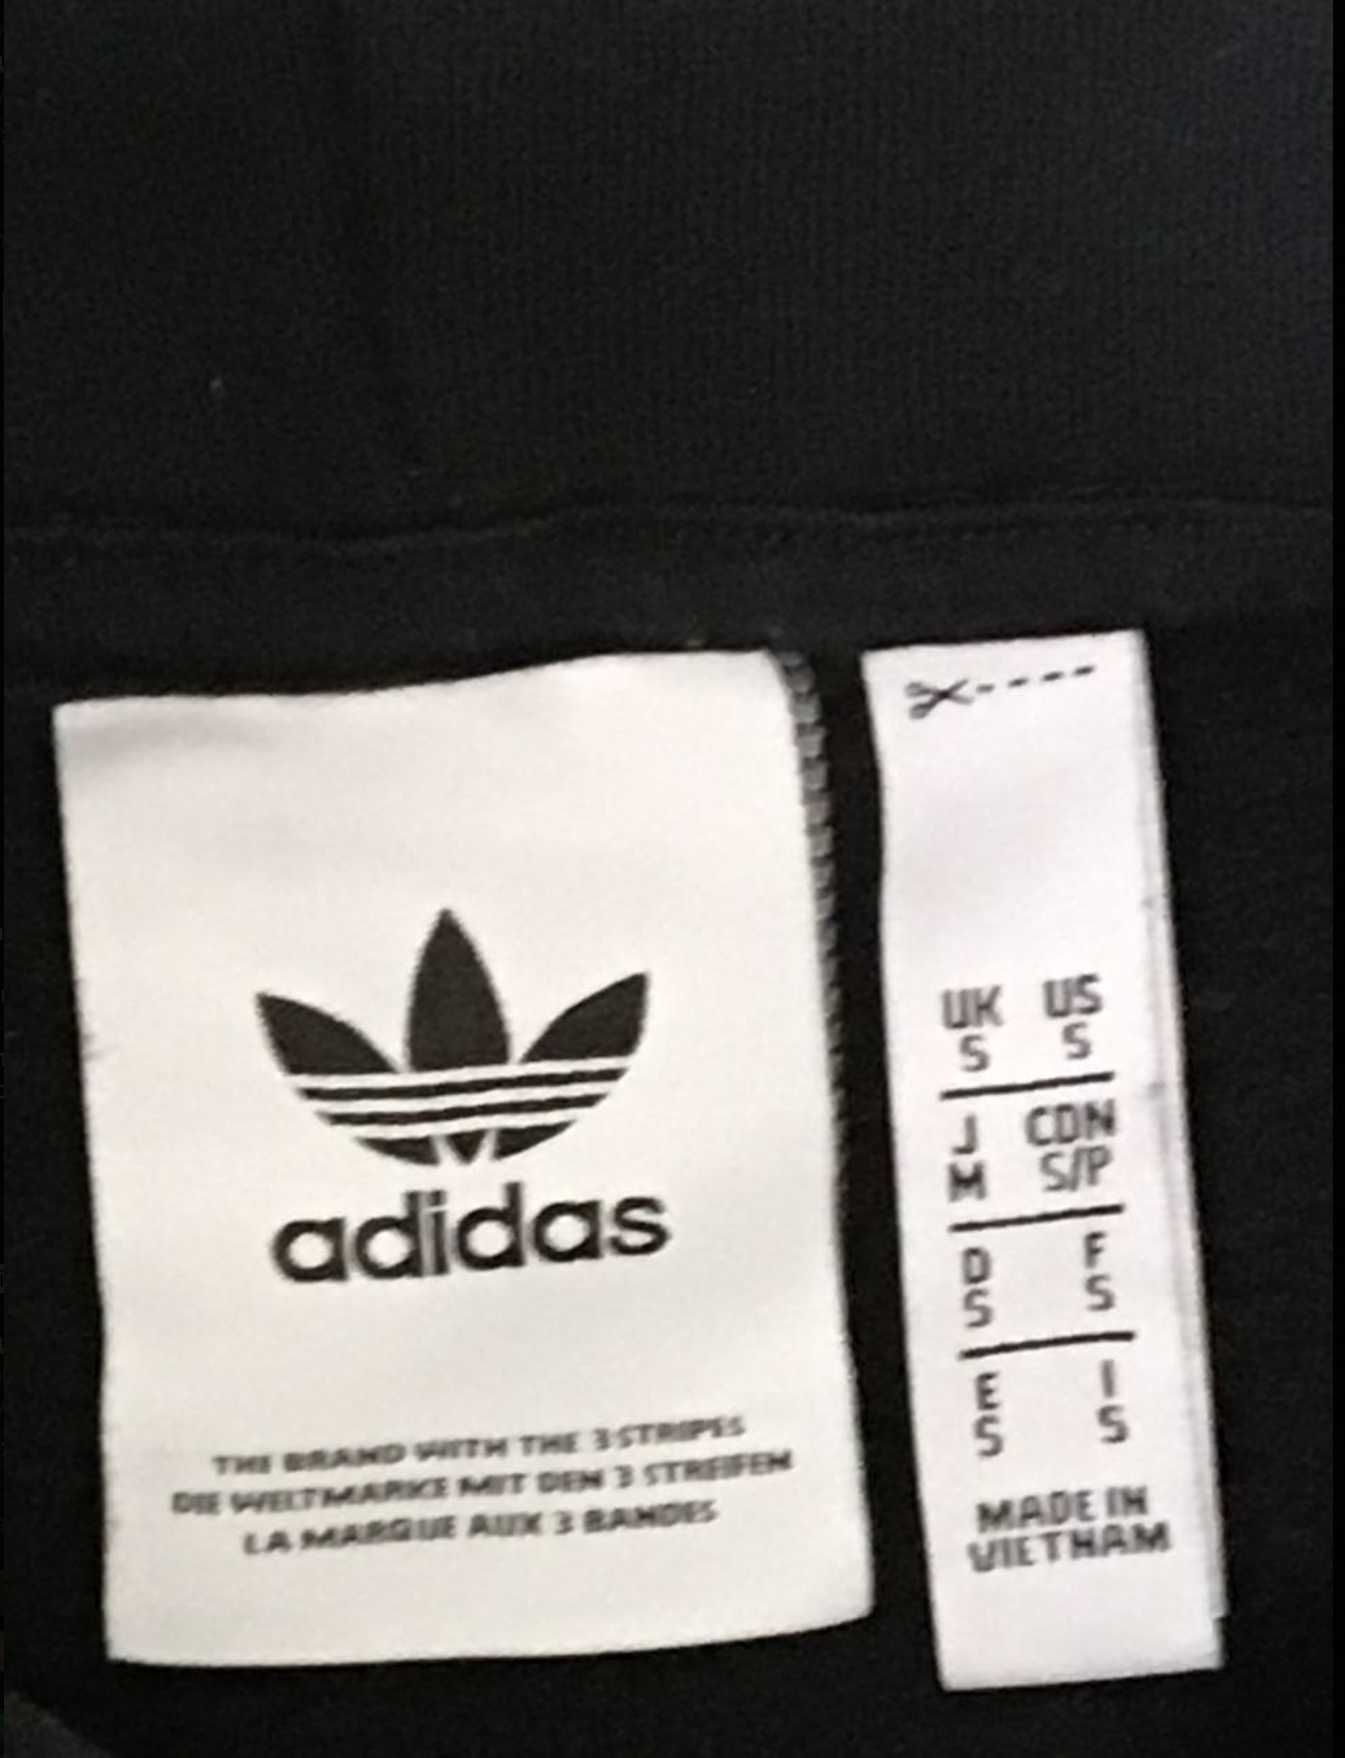 adidas
THE BRAND WITH THE 3 STRIPES
DIE WELTMARKE MIT DEN 3 STREIFEN
LA MARQUE AUX 3 BANDES
UK US
S S
J CDN
M S/P
D F
S S
E I
S S
MADE IN
VIETNAM